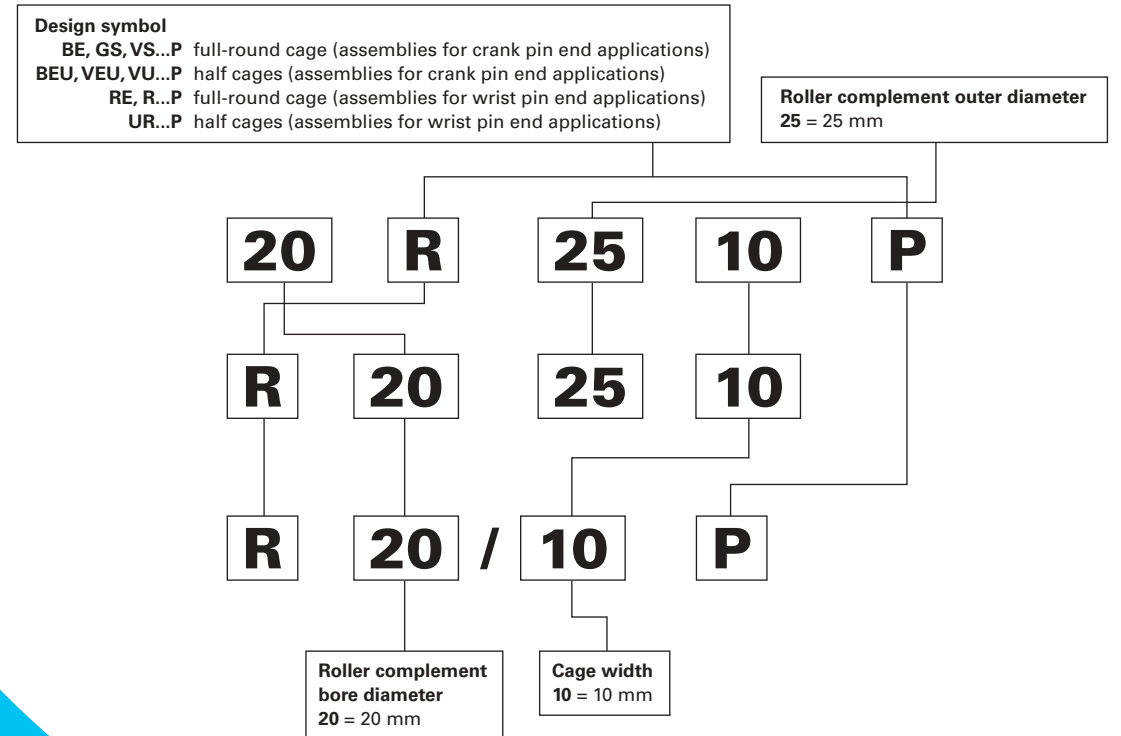 Design symbol
BE, GS, VS...P full-round cage (assemblies for crank pin end applications)
BEU, VEU, VU...P half cages (assemblies for crank pin end applications)
RE, R...P full-round cage (assemblies for wrist pin end applications)
UR...P half cages (assemblies for wrist pin end applications)
Roller complement outer diameter
25 = 25 mm
20 R 25 10 P
R 20 25 10
R 20 / 10 P
Roller complement
bore diameter
20 = 20 mm
Cage width
10 = 10 mm